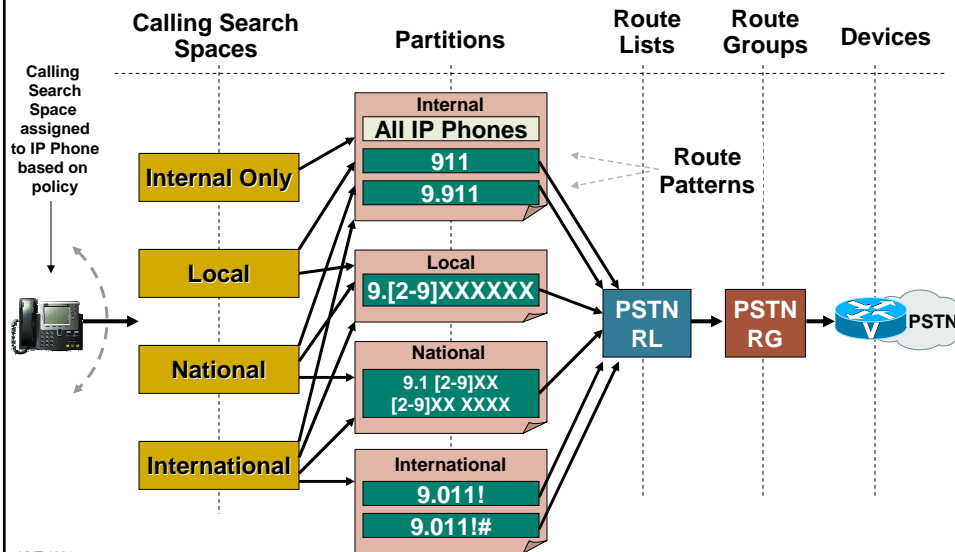 Calling Search
Spaces
Partitions
Route
Lists
Route
Groups
Devices
Calling
Search
Space
assigned
to IP Phone
based on
policy
Internal Only
Local
National
International
Internal
All IP Phones
911
9.911
Local
9.[2-9]XXXXXX
National
9.1 [2-9]XX
[2-9]XX XXXX
International
9.011!
9.011!#
Route
Patterns
PSTN
RL
PSTN
RG
V
PSTN